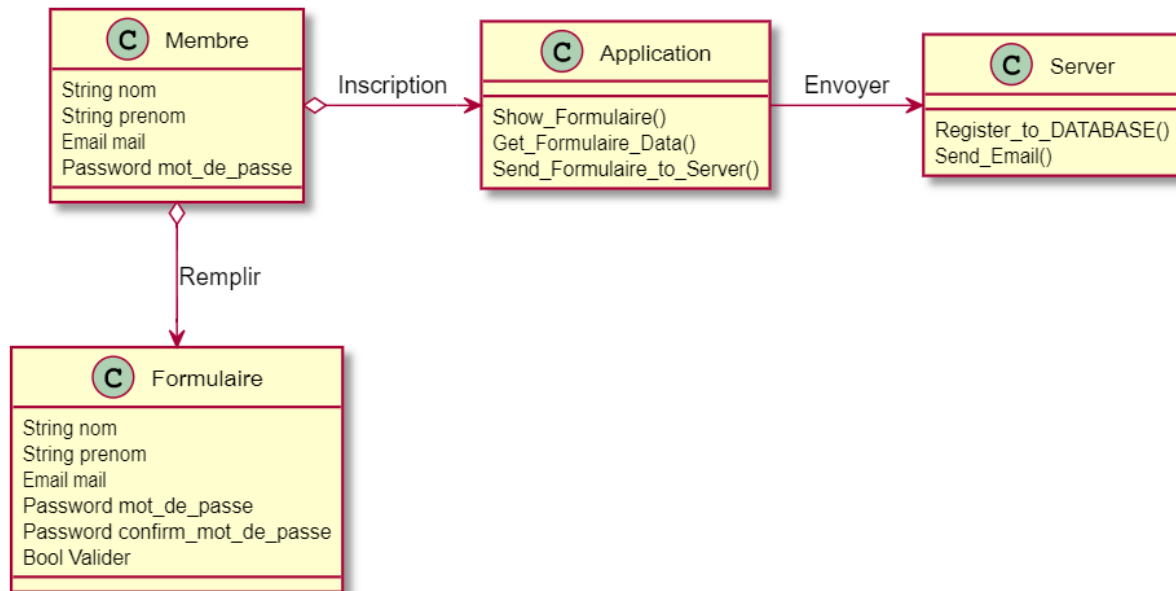 C Membre
String nom
String prenom
Email mail
Password mot_de_passe
Inscription
C Application
Show_Formulaire()
Get_Formulaire_Data()
Send_Formulaire_to_Server()
Envoyer
C Server
Register_to_DATABASE()
Send_Email()
Remplir
C Formulaire
String nom
String prenom
Email mail
Password mot_de_passe
Password confirm_mot_de_passe
Bool Valider